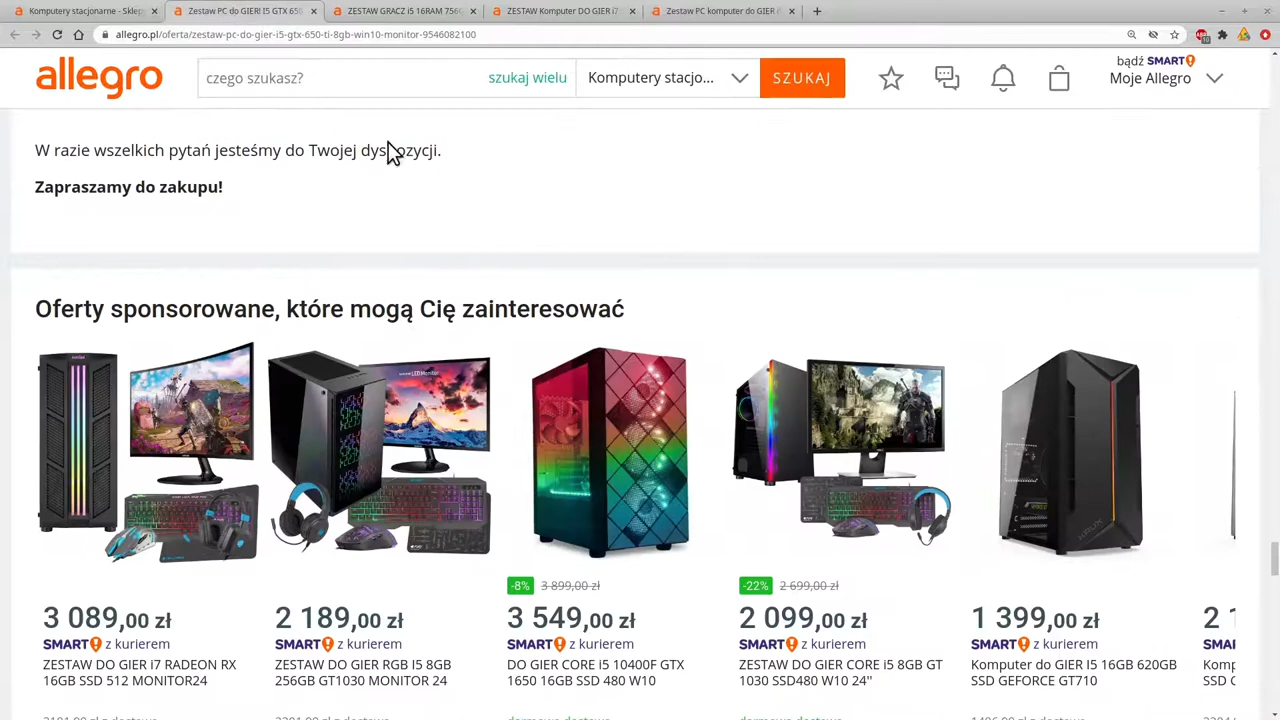 Komputery stacjonarne - Sklep
Zestaw PC do GIER! I5 GTX 650
ZESTAW GRACZ i5 16RAM 756G
ZESTAW Komputer DO GIER i7
Zestaw PC komputer do GIER
allegro.pl/oferta/zestaw-pc-do-gier-i5-gtx-650-ti-8gb-win10-monitor-9546082100
allegro
czego szukasz?
szukaj wielu
Komputery stacjo...
SZUKAJ
bądź SMART!
Moje Allegro
W razie wszelkich pytań jesteśmy do Twojej dyspozycji.
Zapraszamy do zakupu!
Oferty sponsorowane, które mogą Cię zainteresować
3 089,00 zł
SMART! z kurierem
ZESTAW DO GIER i7 RADEON RX
16GB SSD 512 MONITOR24
2 189,00 zł
SMART! z kurierem
ZESTAW DO GIER RGB I5 8GB
256GB GT1030 MONITOR 24
-8% 3 899,00 zł
3 549,00 zł
SMART! z kurierem
DO GIER CORE i5 10400F GTX
1650 16GB SSD 480 W10
-22% 2 699,00 zł
2 099,00 zł
SMART! z kurierem
ZESTAW DO GIER CORE i5 8GB GT
1030 SSD480 W10 24''
1 399,00 zł
SMART! z kurierem
Komputer do GIER I5 16GB 620GB
SSD GEFORCE GT710
2 1
SMA
Komp
SSD C